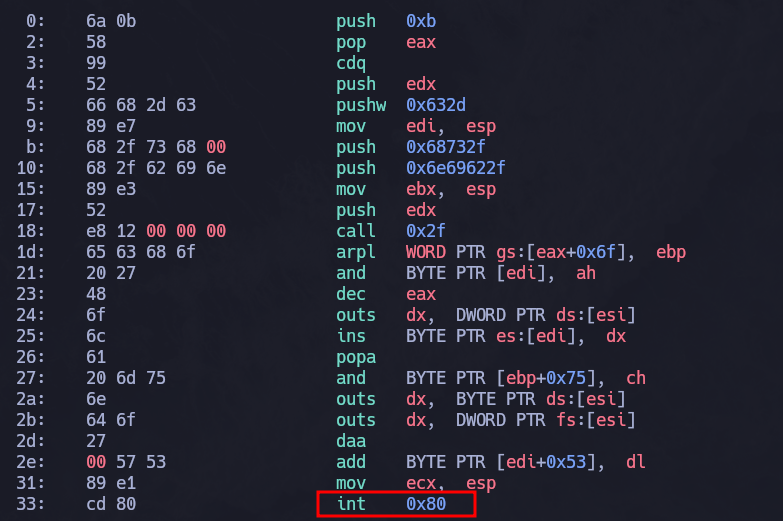 0: 6a 0b push 0xb
2: 58 pop eax
3: 99 cdq
4: 52 push edx
5: 66 68 2d 63 pushw 0x632d
9: 89 e7 mov edi, esp
b: 68 2f 73 68 00 push 0x68732f
10: 68 2f 62 69 6e push 0x6e69622f
15: 89 e3 mov ebx, esp
17: 52 push edx
18: e8 12 00 00 00 call 0x2f
1d: 65 63 68 6f arpl WORD PTR gs:[eax+0x6f], ebp
21: 20 27 and BYTE PTR [edi], ah
23: 48 dec eax
24: 6f outs dx, DWORD PTR ds:[esi]
25: 6c ins BYTE PTR es:[edi], dx
26: 61 popa
27: 20 6d 75 and BYTE PTR [ebp+0x75], ch
2a: 6e outs dx, BYTE PTR ds:[esi]
2b: 64 6f outs dx, DWORD PTR fs:[esi]
2d: 27 daa
2e: 00 57 53 add BYTE PTR [edi+0x53], dl
31: 89 e1 mov ecx, esp
33: cd 80 int 0x80